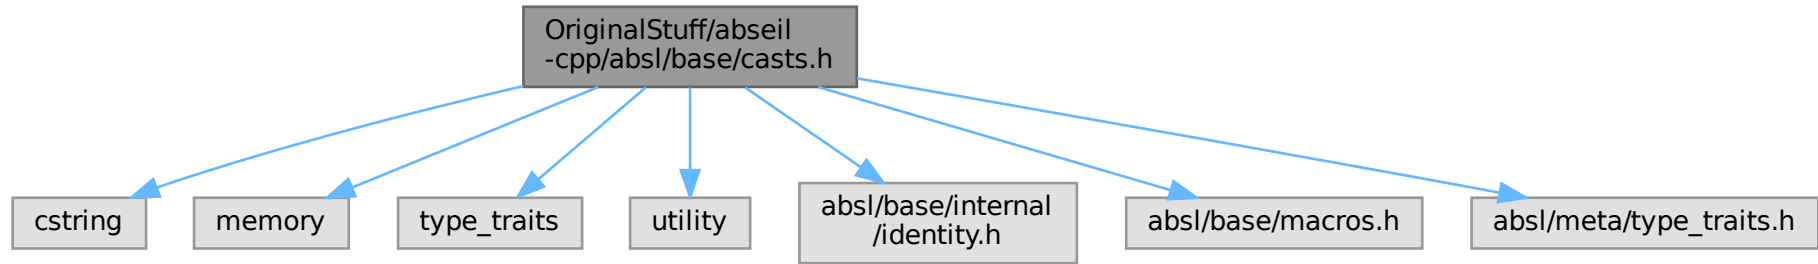 OriginalStuff/abseil
-cpp/absl/base/casts.h
cstring
memory
type_traits
utility
absl/base/internal
/identity.h
absl/base/macros.h
absl/meta/type_traits.h